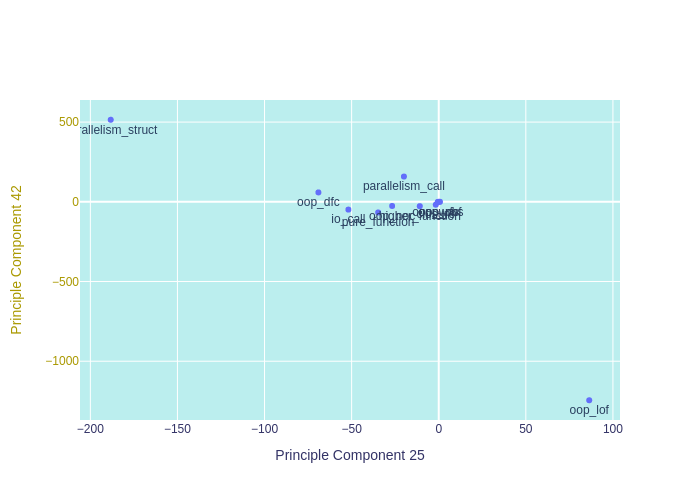 500
rallelism_struct
parallelism_call
oop_dfc
0
io_call
pure_function
−500
−1000
oop_lof
−200
−150
−100
−50
0
50
100
Principle Component 25
Principle Component 42